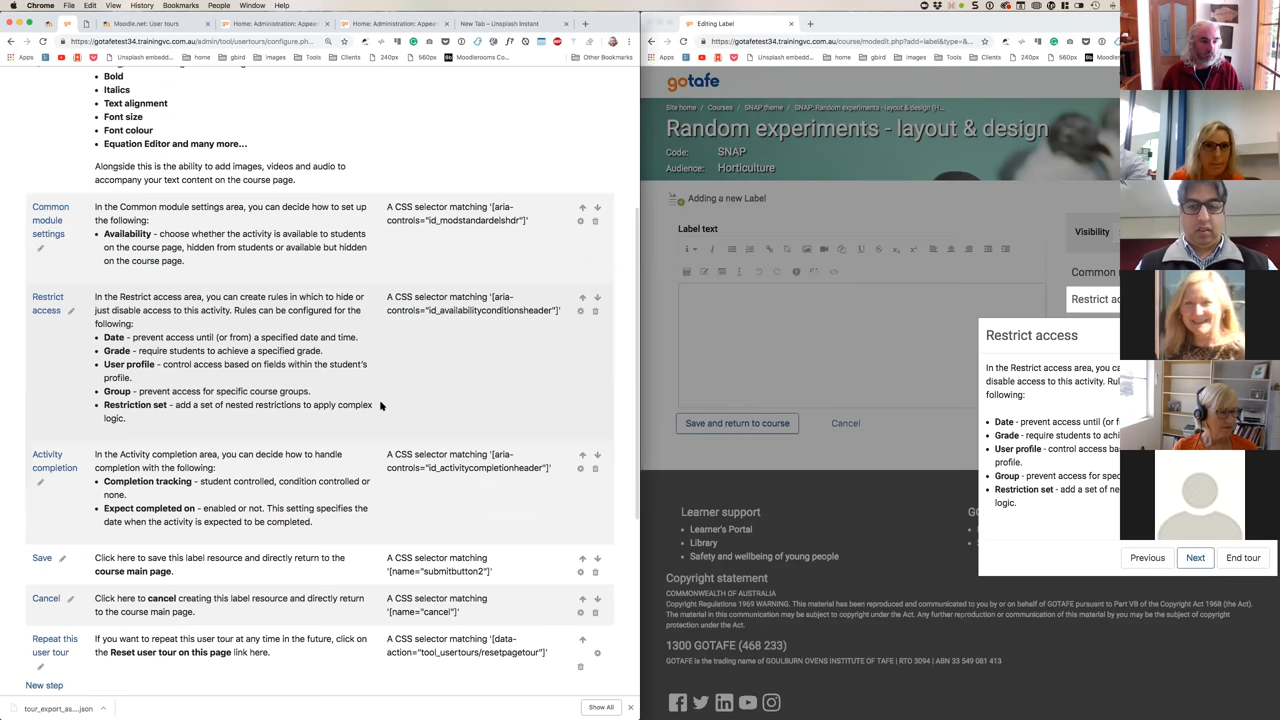 Chrome File Edit View History Bookmarks People Window Help
Moodle.net: User tours
Home: Administration: Appear
Home: Administration: Appear
New Tab – Unsplash Instant
https://gotafetest34.trainingvc.com.au/admin/tool/usertours/configure.ph...
Apps
Unsplash embedd...
home
gbird
Images
Tools
Clients
240px
560px
Moodlerooms Co...
Other Bookmarks
Bold
Italics
Text alignment
Font size
Font colour
Equation Editor and many more...
Alongside this is the ability to add images, videos and audio to
accompany your text content on the course page.
Common
module
settings
In the Common module settings area, you can decide how to set up
the following:
Availability - choose whether the activity is available to students
on the course page, hidden from students or available but hidden
on the course page.
A CSS selector matching '[aria-
controls="id_modstandardelshdr"]'
Restrict
access
In the Restrict access area, you can create rules in which to hide or
just disable access to this activity. Rules can be configured for the
following:
Date - prevent access until (or from) a specified date and time.
Grade - require students to achieve a specified grade.
User profile - control access based on fields within the student's
profile.
Group - prevent access for specific course groups.
Restriction set - add a set of nested restrictions to apply complex
logic.
A CSS selector matching '[aria-
controls="id_availabilityconditionsheader"]'
Activity
completion
In the Activity completion area, you can decide how to handle
completion with the following:
Completion tracking - student controlled, condition controlled or
none.
Expect completed on - enabled or not. This setting specifies the
date when the activity is expected to be completed.
A CSS selector matching '[aria-
controls="id_activitycompletionheader"]'
Save
Click here to save this label resource and directly return to the
course main page.
A CSS selector matching
'[name="submitbutton2"]'
Cancel
Click here to cancel creating this label resource and directly return
to the course main page.
A CSS selector matching
'[name="cancel"]'
Repeat this
user tour
If you want to repeat this user tour at any time in the future, click on
the Reset user tour on this page link here.
A CSS selector matching '[data-
action="tool_usertours/resetpagetour"]'
New step
tour_export_as....json
Show All
Editing Label
https://gotafetest34.trainingvc.com.au/course/modedit.php?add=label&type=&...
Apps
Unsplash embedd...
home
gbird
Images
Tools
Clients
240px
560px
gotafe
Site home / Courses / SNAP theme / SNAP: Random experiments - layout & design (H...
Random experiments - layout & design
Code: SNAP
Audience: Horticulture
Adding a new Label
Label text
Save and return to course
Cancel
Visibility
Common m
Restrict ac
Restrict access
In the Restrict access area, you ca
disable access to this activity. Rul
following:
Date - prevent access until (or f
Grade - require students to achi
User profile - control access ba
profile.
Group - prevent access for spec
Restriction set - add a set of ne
logic.
Previous
Next
End tour
Learner support
Learner's Portal
Library
Safety and wellbeing of young people
Copyright statement
COMMONWEALTH OF AUSTRALIA
Copyright Regulations 1969 WARNING. This material has been reproduced and communicated to you by or on behalf of GOTAFE pursuant to Part VB of the Copyright Act 1968 (the Act).
The material in this communication may be subject to copyright under the Act. Any further reproduction or communication of this material by you may be the subject of copyright
protection under the Act.
1300 GOTAFE (468 233)
GOTAFE is the trading name of GOULBURN OVENS INSTITUTE OF TAFE | RTO 3094 | ABN 33 549 081 413